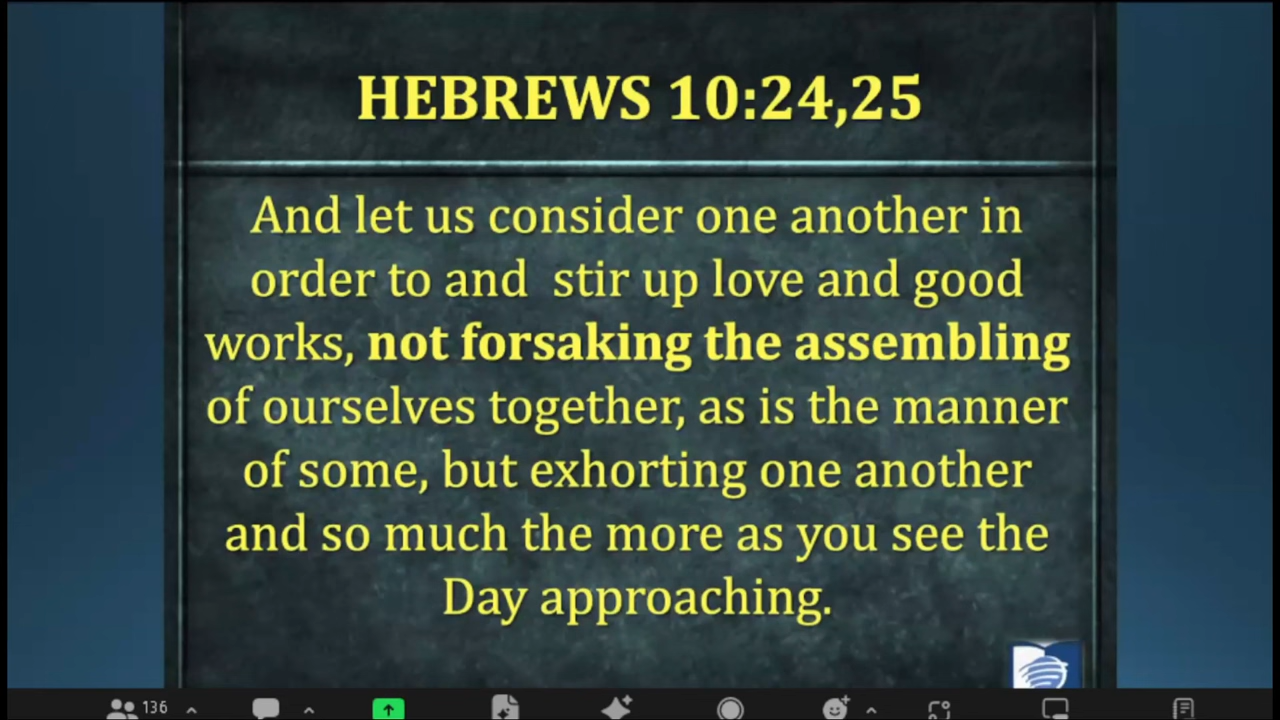 HEBREWS 10:24,25
And let us consider one another in
order to and  stir up love and good
works, not forsaking the assembling
of ourselves together, as is the manner
of some, but exhorting one another
and so much the more as you see the
Day approaching.
136